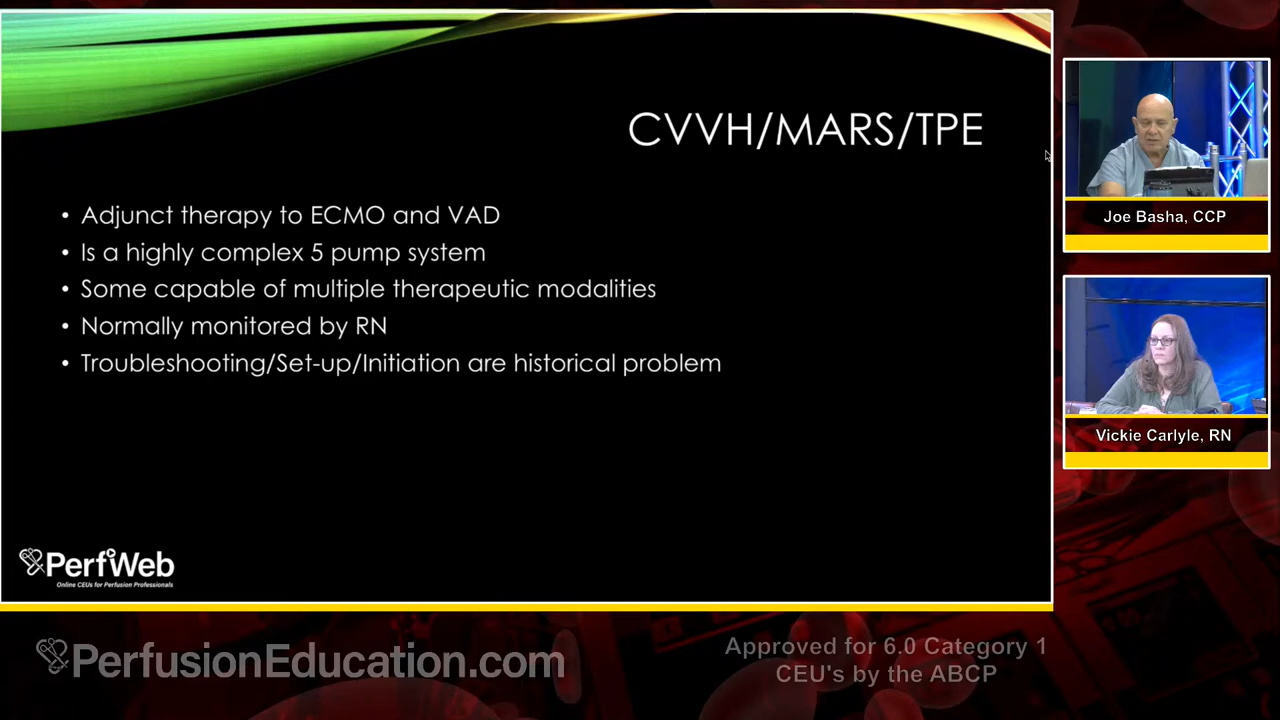 CVVH/MARS/TPE
• Adjunct therapy to ECMO and VAD
• Is a highly complex 5 pump system
• Some capable of multiple therapeutic modalities
• Normally monitored by RN
• Troubleshooting/Set-up/Initiation are historical problem
PerfWeb
Online CEUs for Perfusion Professionals
Joe Basha, CCP
Vickie Carlyle, RN
PerfusionEducation.com
Approved for 6.0 Category 1
CEU's by the ABCP